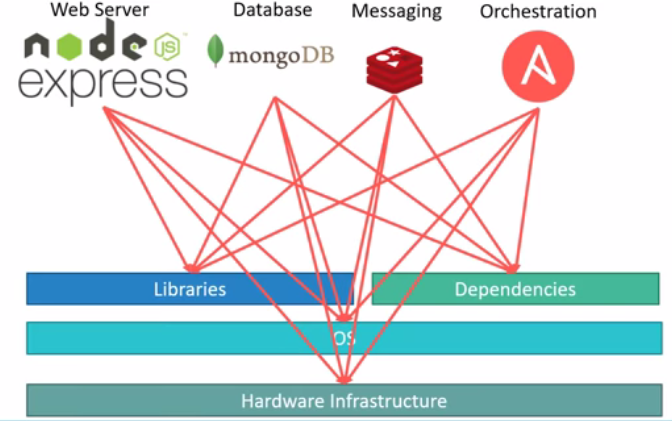 Web Server
Database
Messaging
Orchestration
node
JS
express
mongoDB
A
Libraries
Dependencies
OS
Hardware Infrastructure